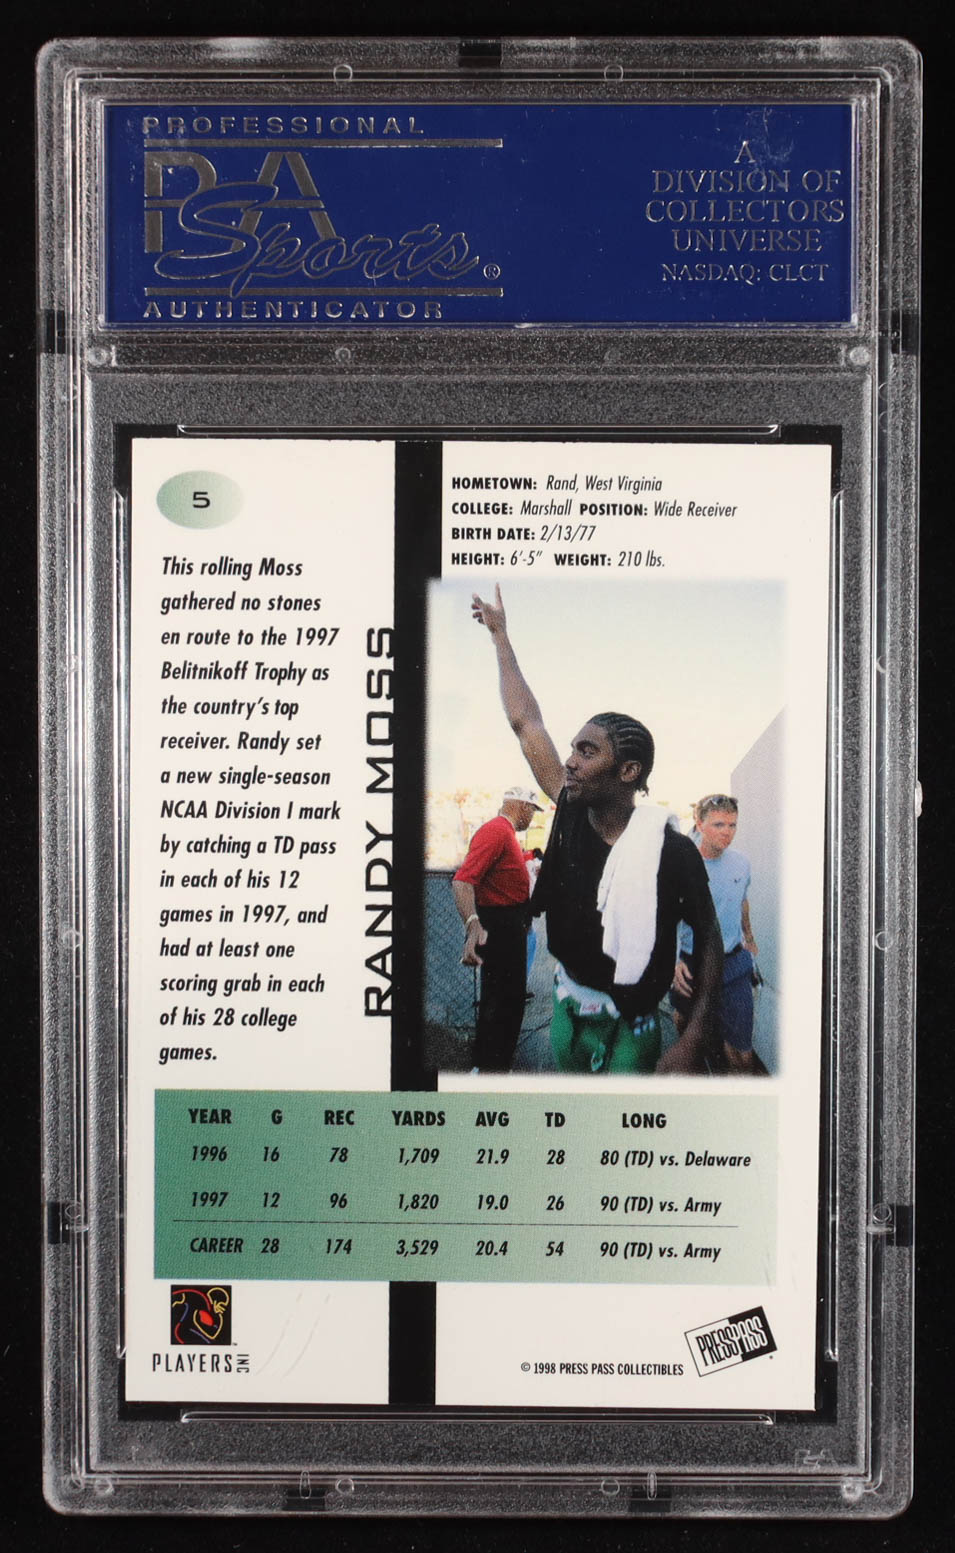 PROFESSIONAL
PSA
Sports®
AUTHENTICATOR
A
DIVISION OF
COLLECTORS
UNIVERSE
NASDAQ: CLCT
5
This rolling Moss
gathered no stones
en route to the 1997
Belitnikoff Trophy as
the country's top
receiver. Randy set
a new single-season
NCAA Division I mark
by catching a TD pass
in each of his 12
games in 1997, and
had at least one
scoring grab in each
of his 28 college
games.
RANDY MOSS
HOMETOWN: Rand, West Virginia
COLLEGE: Marshall POSITION: Wide Receiver
BIRTH DATE: 2/13/77
HEIGHT: 6'-5" WEIGHT: 210 lbs.
YEAR G REC YARDS AVG TD LONG
1996 16 78 1,709 21.9 28 80 (TD) vs. Delaware
1997 12 96 1,820 19.0 26 90 (TD) vs. Army
CAREER 28 174 3,529 20.4 54 90 (TD) vs. Army
PLAYERS INC
© 1998 PRESS PASS COLLECTIBLES
PRESS PASS